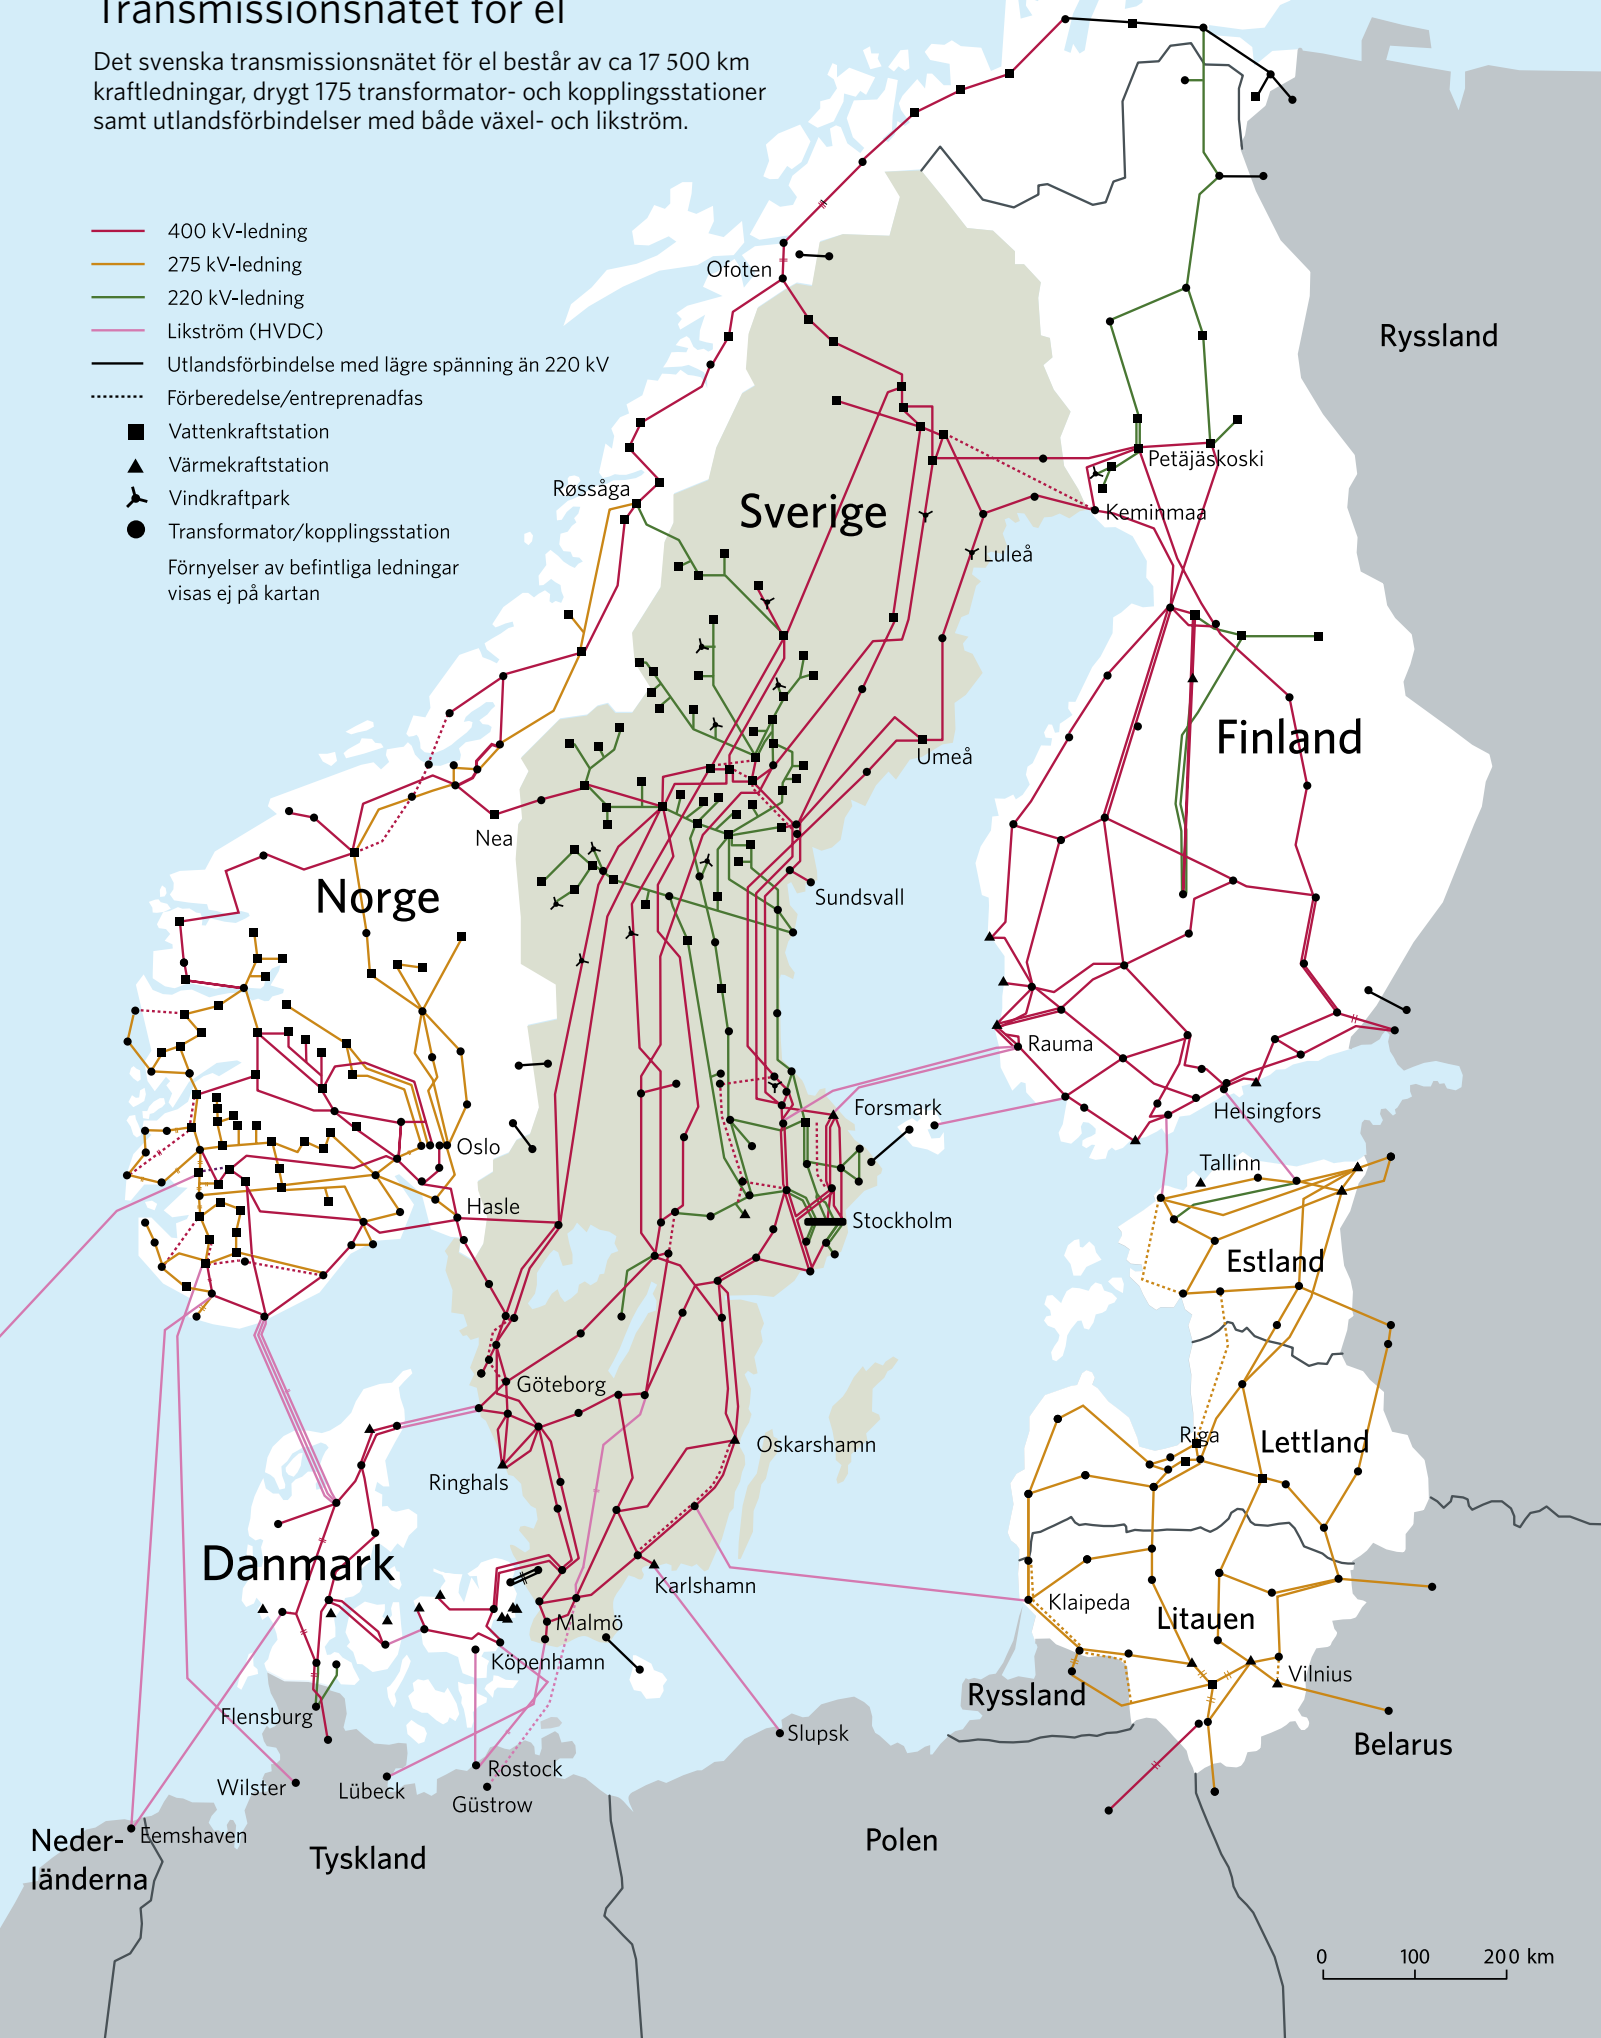 Transmissionsnätet för el
Det svenska transmissionsnätet för el består av ca 17 500 km
kraftledningar, drygt 175 transformator- och kopplingsstationer
samt utlandsförbindelser med både växel- och likström.
400 kV-ledning
275 kV-ledning
220 kV-ledning
Likström (HVDC)
Utlandsförbindelse med lägre spänning än 220 kV
Förberedelse/entreprenadfas
Vattenkraftstation
Värmekraftstation
Vindkraftpark
Transformator/kopplingsstation
Förnyelser av befintliga ledningar
visas ej på kartan
Ofoten
Ryssland
Petäjäskoski
Røssåga
Sverige
Keminmaa
Luleå
Finland
Umeå
Nea
Norge
Sundsvall
Rauma
Forsmark
Helsingfors
Oslo
Tallinn
Hasle
Stockholm
Estland
Göteborg
Riga
Lettland
Oskarshamn
Ringhals
Danmark
Karlshamn
Klaipeda
Litauen
Malmö
Köpenhamn
Vilnius
Ryssland
Flensburg
Slupsk
Belarus
Rostock
Wilster
Lübeck
Güstrow
Eemshaven
Neder-
länderna
Tyskland
Polen
0 100 200 km